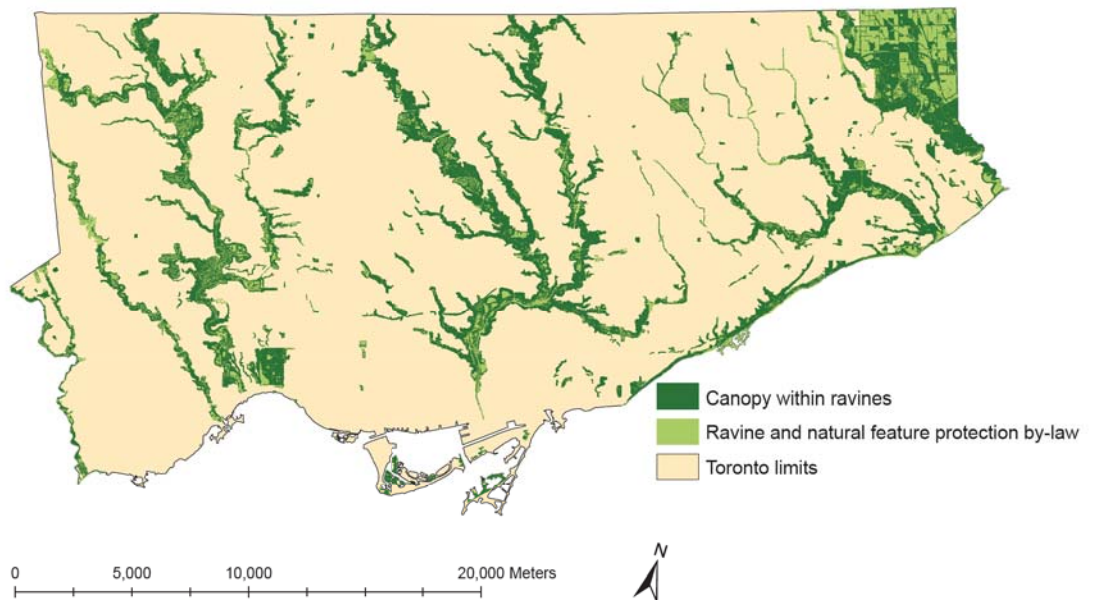 Canopy within ravines
Ravine and natural feature protection by-law
Toronto limits
0 5,000 10,000 20,000 Meters
N